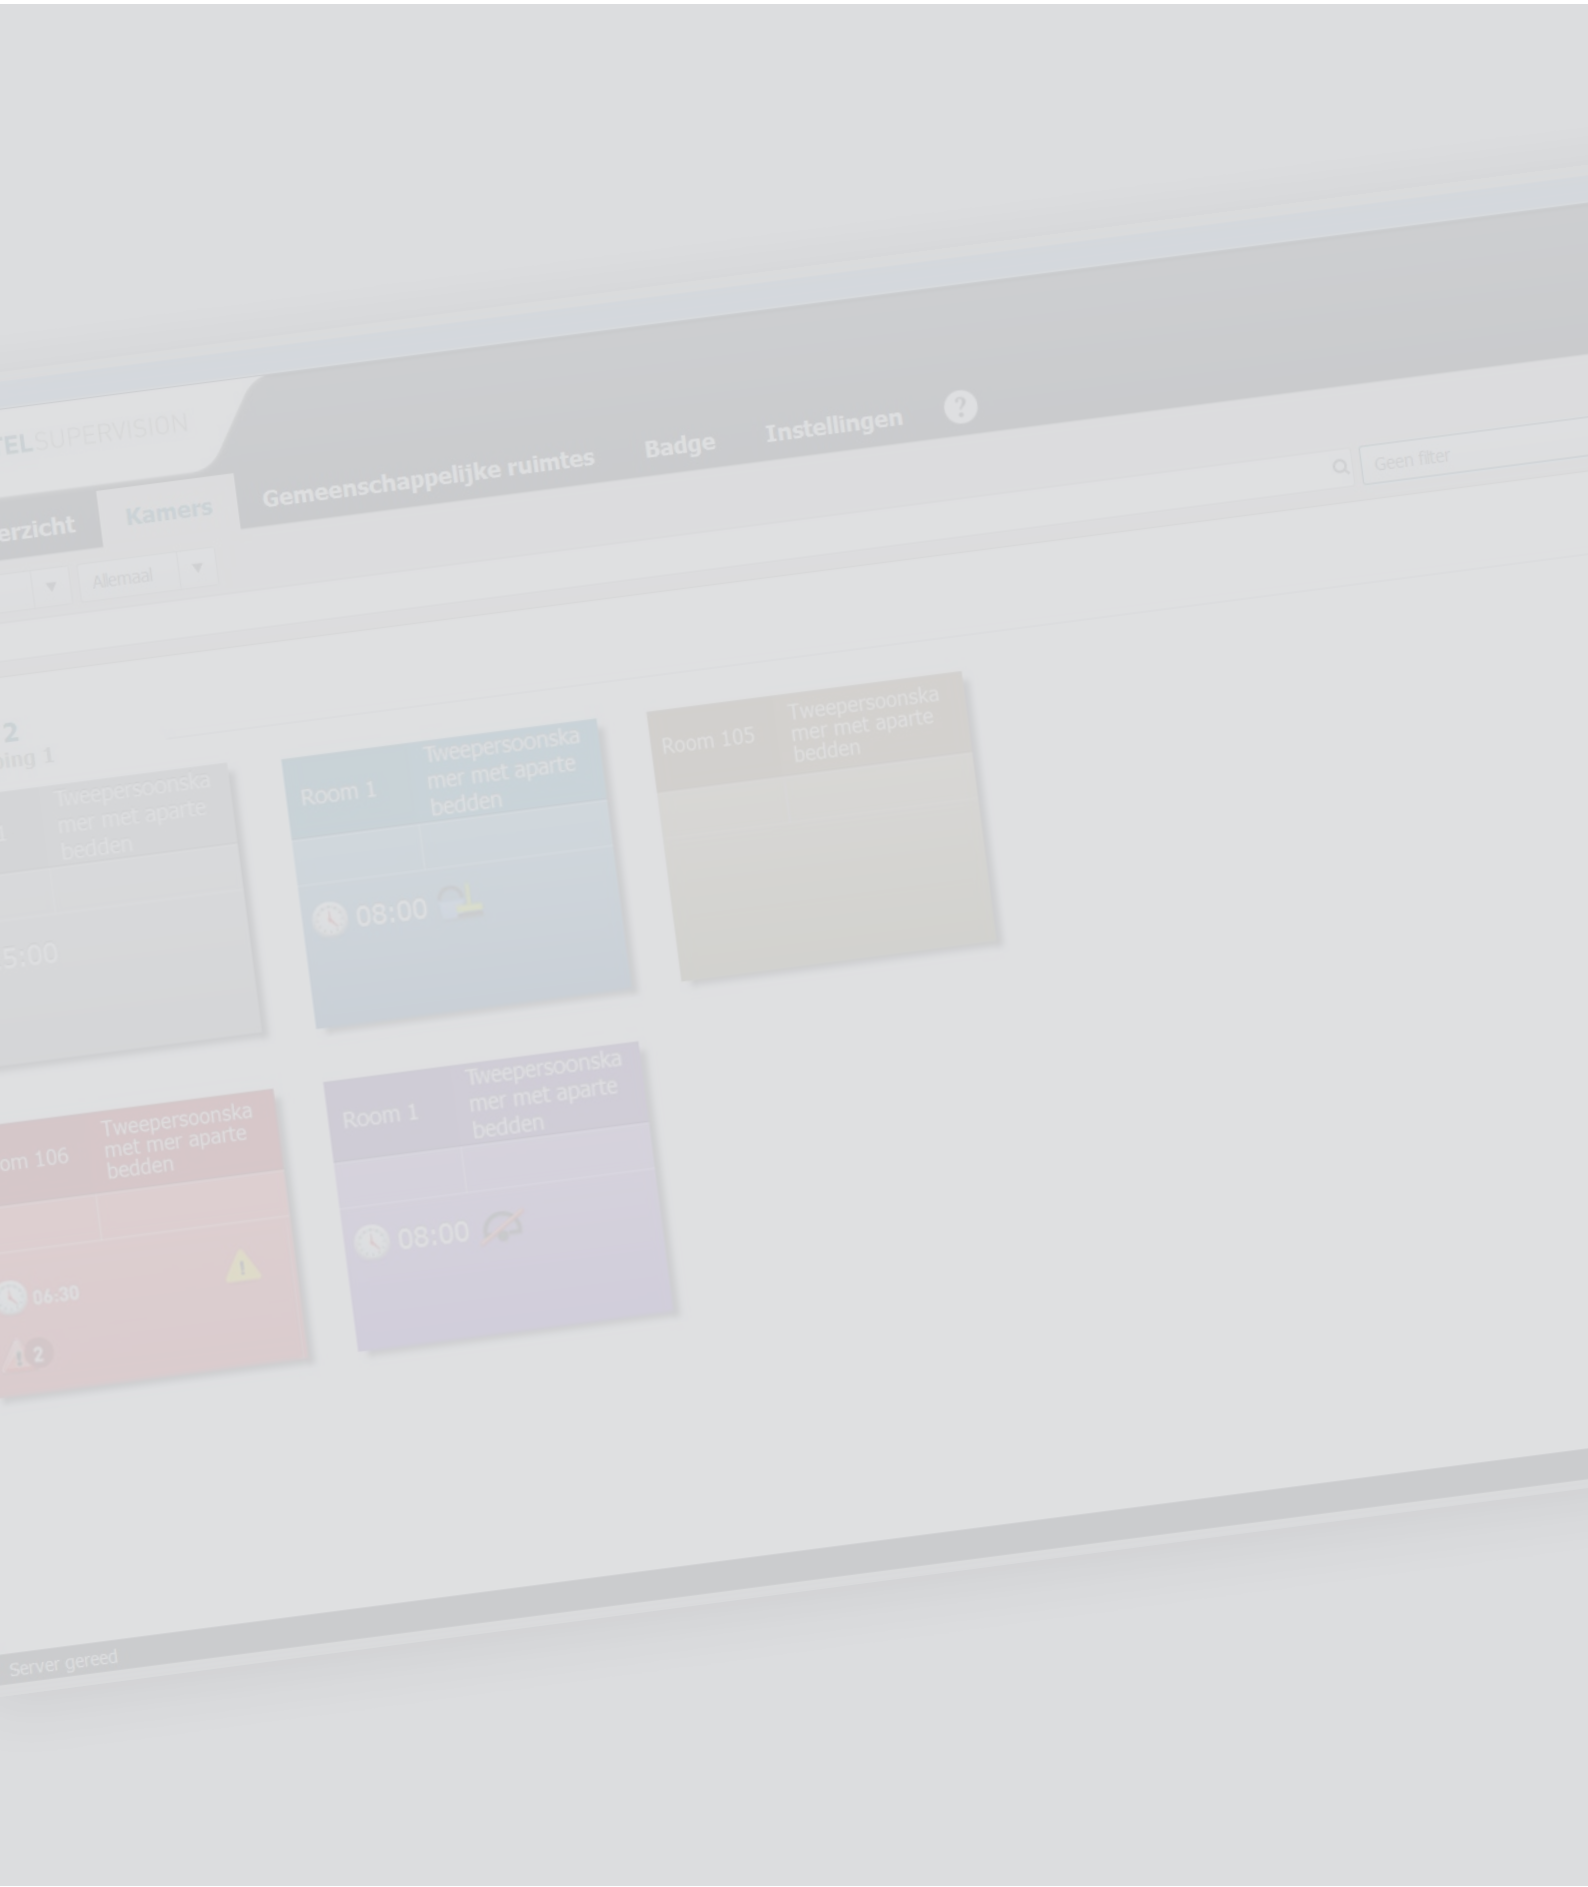 TELSUPERVISION
erzicht
Kamers
Gemeenschappelijke ruimtes
Badge
Instellingen
?
Allemaal
Geen filter
2
ing 1
1
Tweepersoonska
mer met aparte
bedden
5:00
Room 1
Tweepersoonska
mer met aparte
bedden
08:00
Room 105
Tweepersoonska
mer met aparte
bedden
om 106
Tweepersoonska
met mer aparte
bedden
06:30
2
Room 1
Tweepersoonska
mer met aparte
bedden
08:00
Server gereed